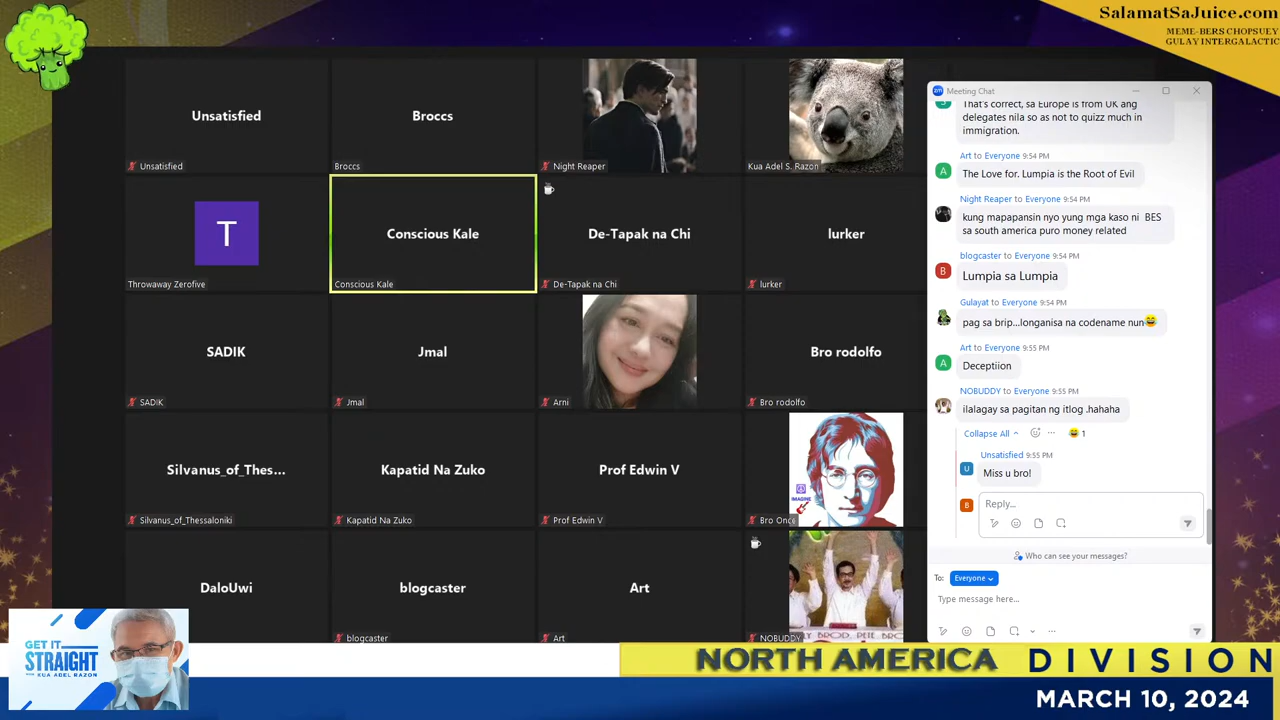 SalamatSaJuice.com
MEME-BERS CHOPSUEY
GULAY INTERGALACTIC
Unsatisfied
Unsatisfied
Broccs
Broccs
Night Reaper
Kua Adel S. Razon
T
Throwaway Zerofive
Conscious Kale
Conscious Kale
De-Tapak na Chi
De-Tapak na Chi
lurker
lurker
SADIK
SADIK
Jmal
Jmal
Arni
Bro rodolfo
Bro rodolfo
Silvanus_of_Thes...
Silvanus_of_Thessaloniki
Kapatid Na Zuko
Kapatid Na Zuko
Prof Edwin V
Prof Edwin V
IMAGINE
Bro Once
DaloUwi
blogcaster
blogcaster
Art
Art
NOBUDDY
Meeting Chat
That's correct, sa Europe is from UK ang
delegates nila so as not to quizz much in
immigration.
Art to Everyone 9:54 PM
A
The Love for. Lumpia is the Root of Evil
Night Reaper to Everyone 9:54 PM
kung mapapansin nyo yung mga kaso ni BES
sa south america puro money related
blogcaster to Everyone 9:54 PM
B
Lumpia sa Lumpia
Gulayat to Everyone 9:54 PM
pag sa brip...longanisa na codename nun😂
Art to Everyone 9:55 PM
A
Deceptiion
NOBUDDY to Everyone 9:55 PM
ilalagay sa pagitan ng itlog .hahaha
Collapse All
😂 1
Unsatisfied 9:55 PM
U
Miss u bro!
B
Reply...
Who can see your messages?
To: Everyone
Type message here...
GET IT
STRAIGHT
KUA ADEL RAZON
NORTH AMERICA DIVISION
MARCH 10, 2024